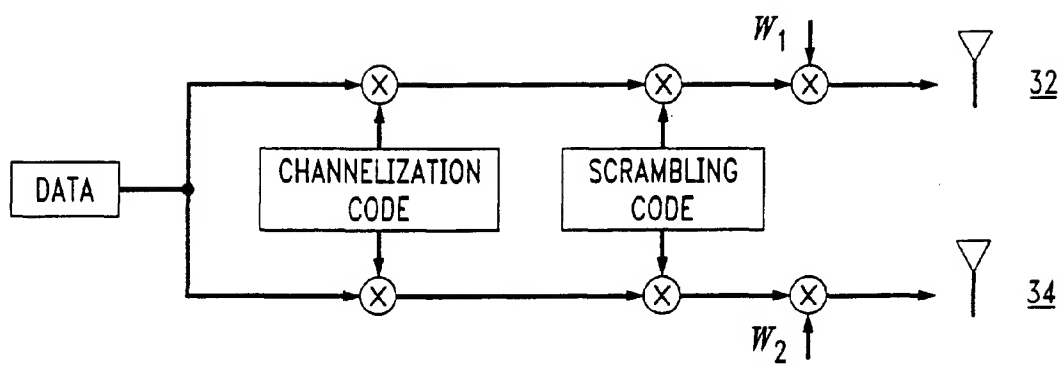 W1
32
DATA
CHANNELIZATION
CODE
SCRAMBLING
CODE
34
W2